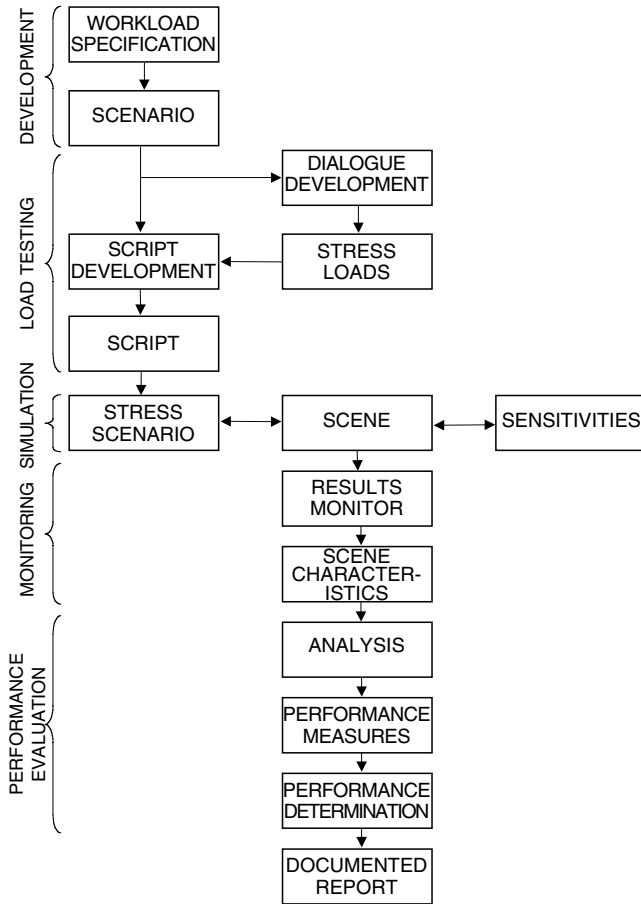 DEVELOPMENT
WORKLOAD
SPECIFICATION
SCENARIO
LOAD TESTING
DIALOGUE
DEVELOPMENT
SCRIPT
DEVELOPMENT
STRESS
LOADS
SCRIPT
SIMULATION
STRESS
SCENARIO
SCENE
SENSITIVITIES
MONITORING
RESULTS
MONITOR
SCENE
CHARACTER-
ISTICS
PERFORMANCE
EVALUATION
ANALYSIS
PERFORMANCE
MEASURES
PERFORMANCE
DETERMINATION
DOCUMENTED
REPORT